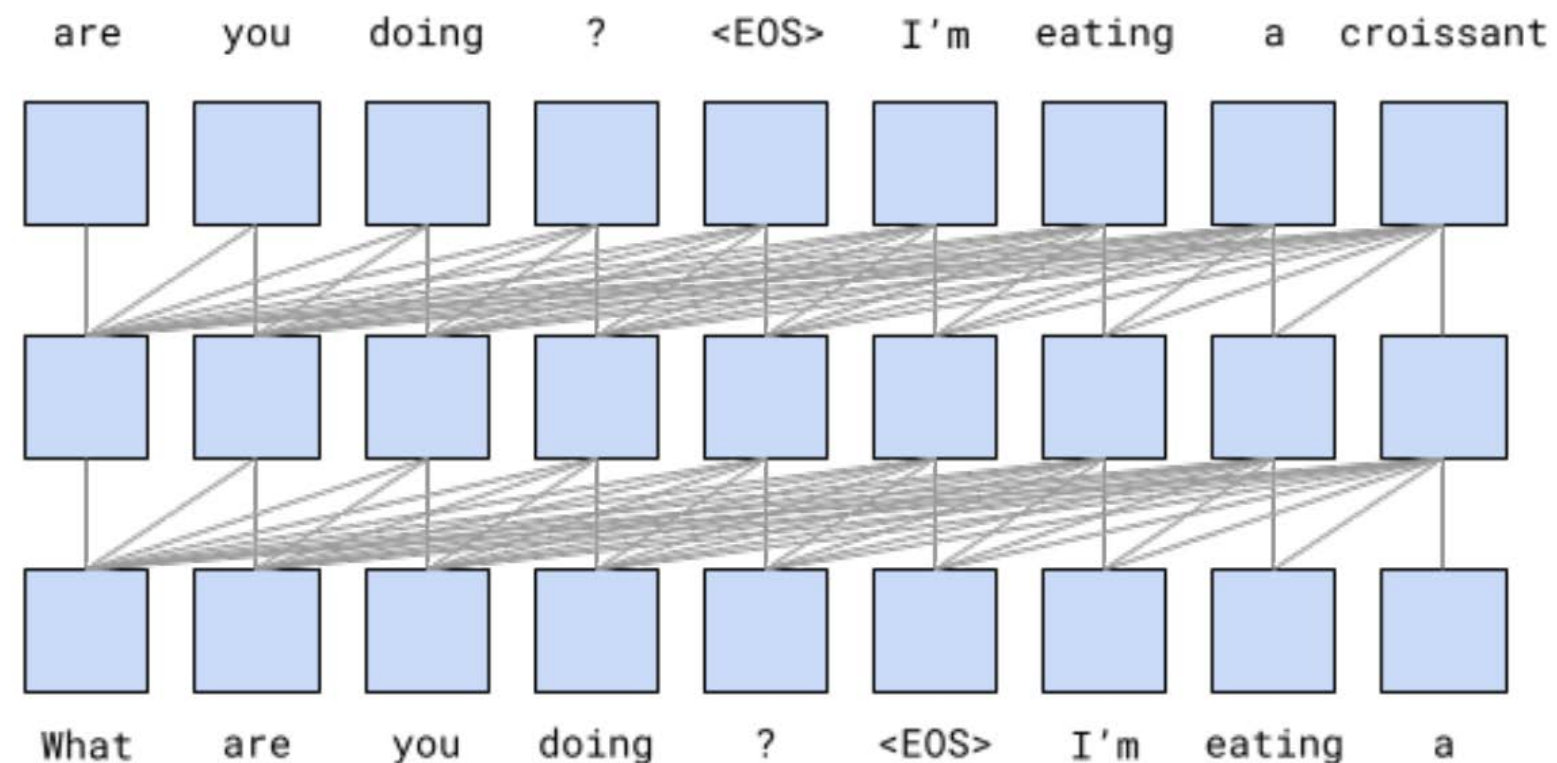 are you doing ? <EOS> I'm eating a croissant
What are you doing ? <EOS> I'm eating a